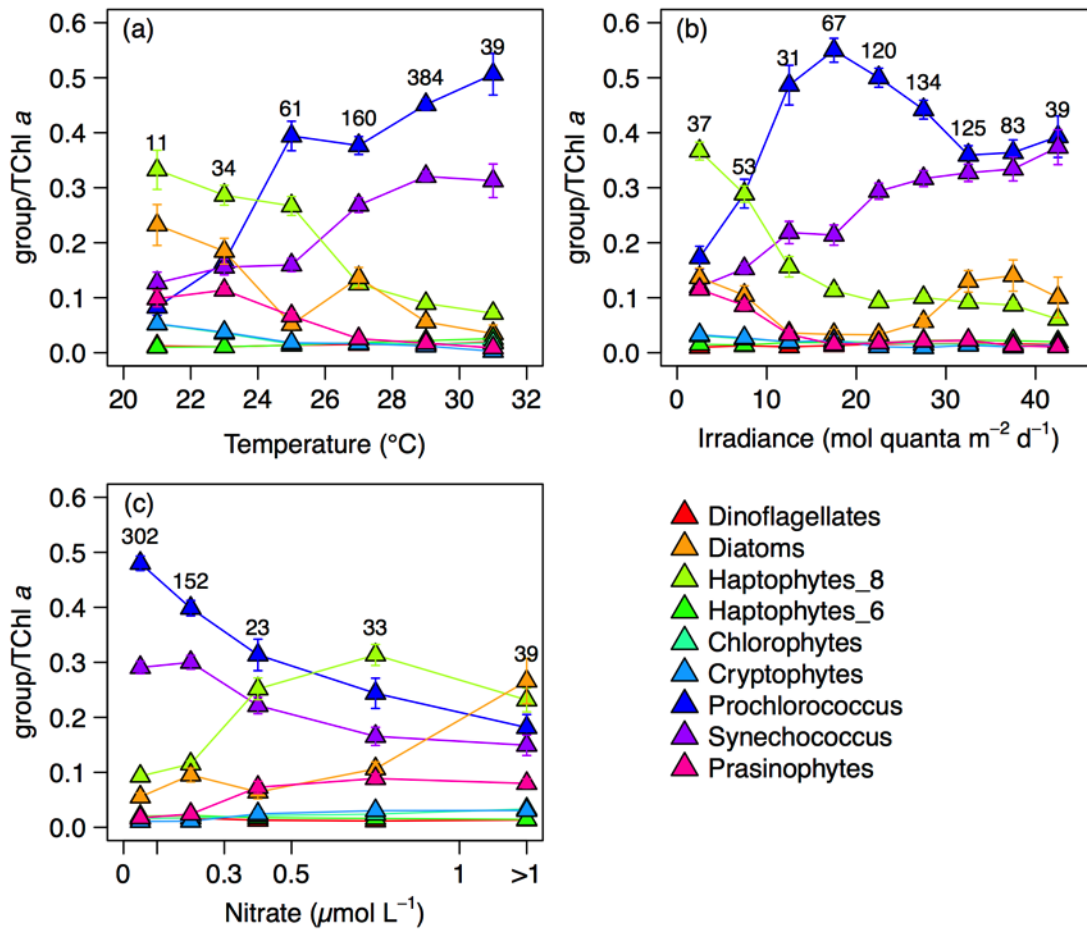 (a)
group/TChl a
0.6
0.5
0.4
0.3
0.2
0.1
0.0
11
34
61
160
384
39
20 22 24 26 28 30 32
Temperature (°C)
(b)
group/TChl a
0.6
0.5
0.4
0.3
0.2
0.1
0.0
37
53
31
67
120
134
125
83
39
0 10 20 30 40
Irradiance (mol quanta m⁻² d⁻¹)
(c)
group/TChl a
0.6
0.5
0.4
0.3
0.2
0.1
0.0
302
152
23
33
39
0 0.3 0.5 1 >1
Nitrate (μmol L⁻¹)
Dinoflagellates
Diatoms
Haptophytes_8
Haptophytes_6
Chlorophytes
Cryptophytes
Prochlorococcus
Synechococcus
Prasinophytes